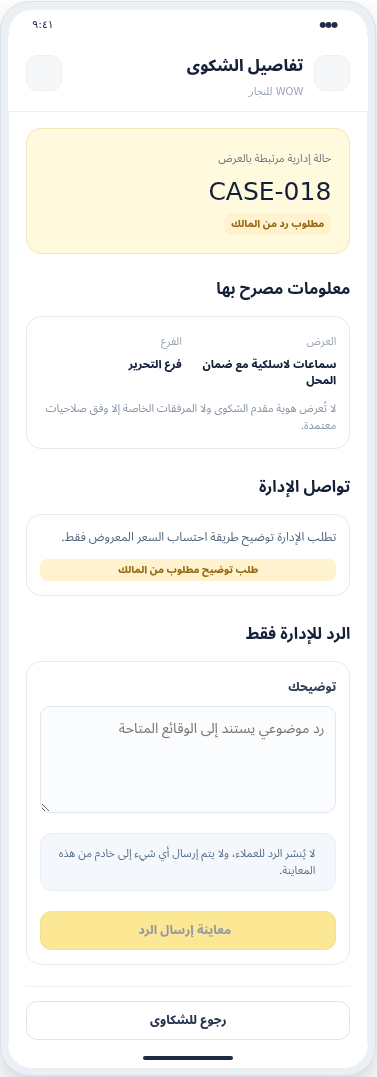 ٩:٤١
تفاصيل الشكوى
WOW للتجار
حالة إدارية مرتبطة بالعرض
CASE-018
مطلوب رد من المالك
معلومات مصرح بها
العرض
سماعات لاسلكية مع ضمان
المحل
الفرع
فرع التحرير
لا تُعرض هوية مقدم الشكوى ولا المرفقات الخاصة إلا وفق صلاحيات
معتمدة.
تواصل الإدارة
تطلب الإدارة توضيح طريقة احتساب السعر المعروض فقط.
طلب توضيح مطلوب من المالك
الرد للإدارة فقط
توضيحك
رد موضوعي يستند إلى الوقائع المتاحة
لا يُنشر الرد للعملاء، ولا يتم إرسال أي شيء إلى خادم من هذه
المعاينة.
معاينة إرسال الرد
رجوع للشكاوى